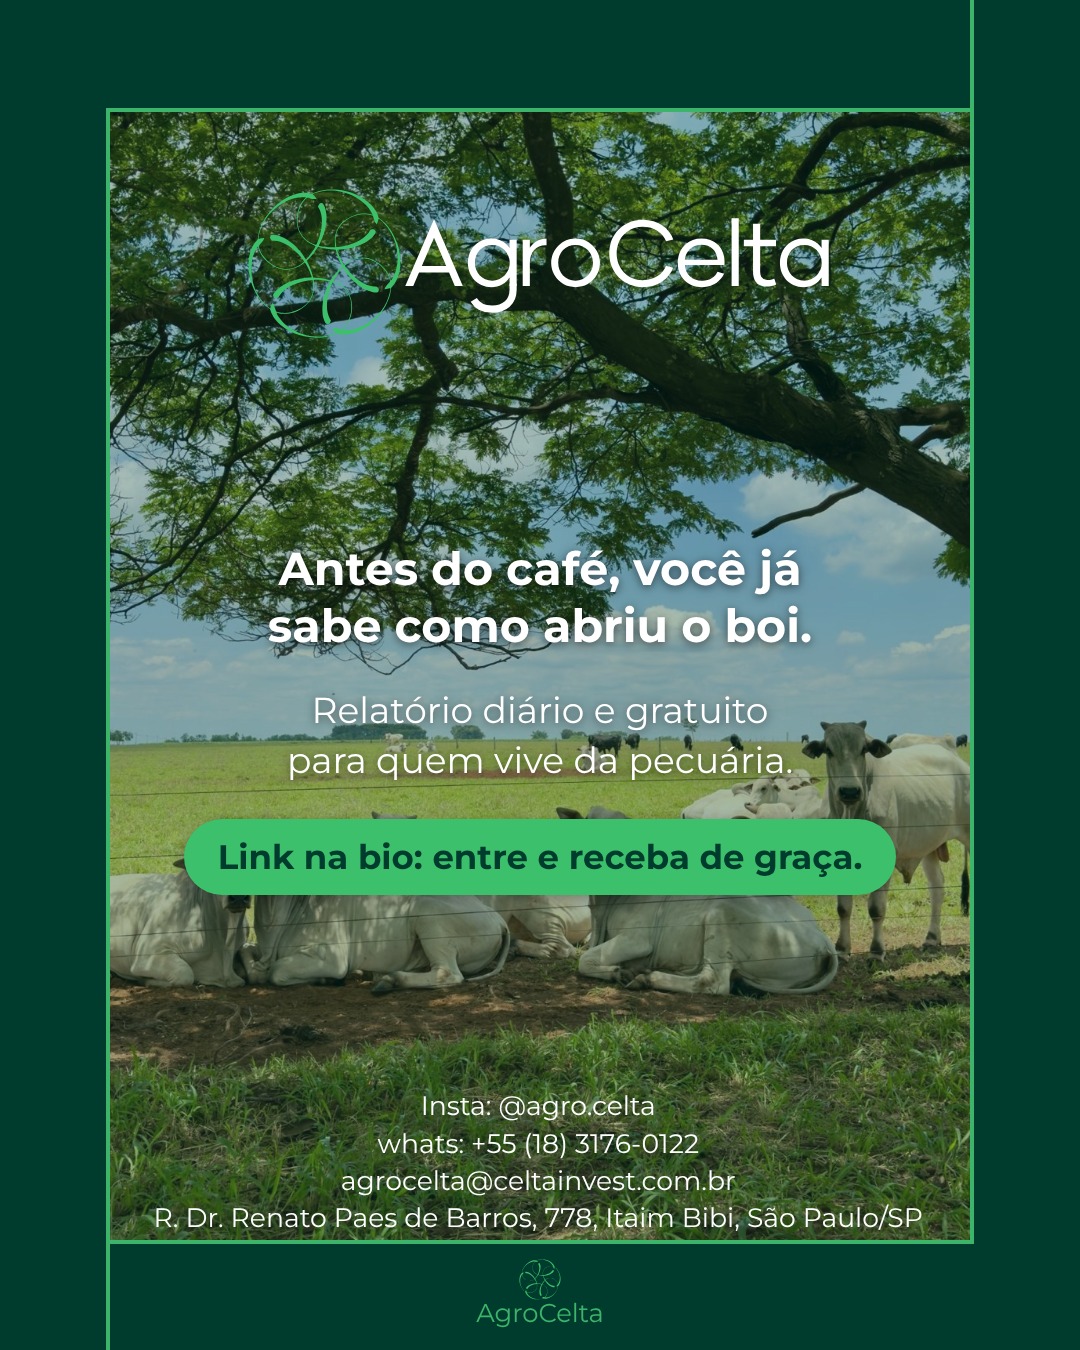 AgroCelta
Antes do café, você já
sabe como abriu o boi.
Relatório diário e gratuito
para quem vive da pecuária.
Link na bio: entre e receba de graça.
Insta: @agro.celta
whats: +55 (18) 3176-0122
agrocelta@celtainvest.com.br
R. Dr. Renato Paes de Barros, 778, Itaim Bibi, São Paulo/SP
AgroCelta